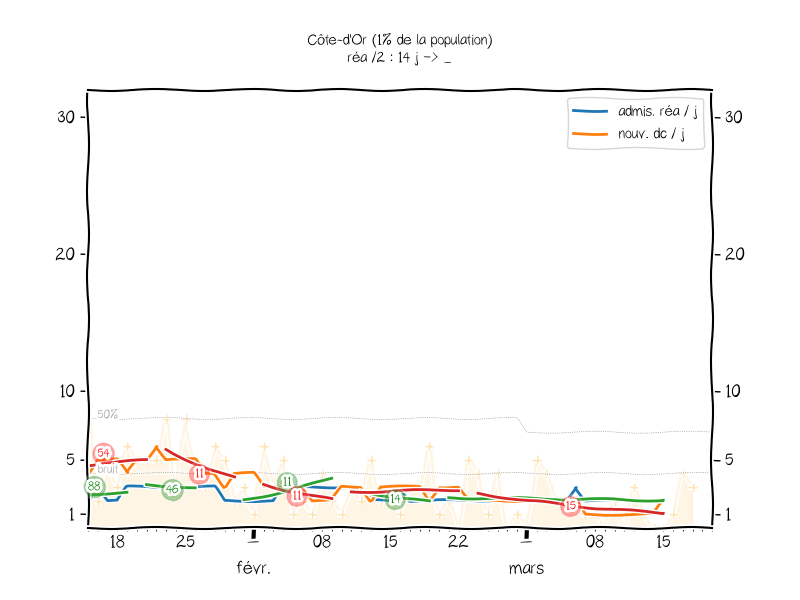 Côte-d'Or (1% de la population)
réa /2 : 14 j -> _
admis. réa / j
nouv. dc / j
30 30
20 20
10 10
50%
5 5
bruit
54
88
46
11
11
11
14
15
1 1
18 25 08 15 22 08 15
févr. mars